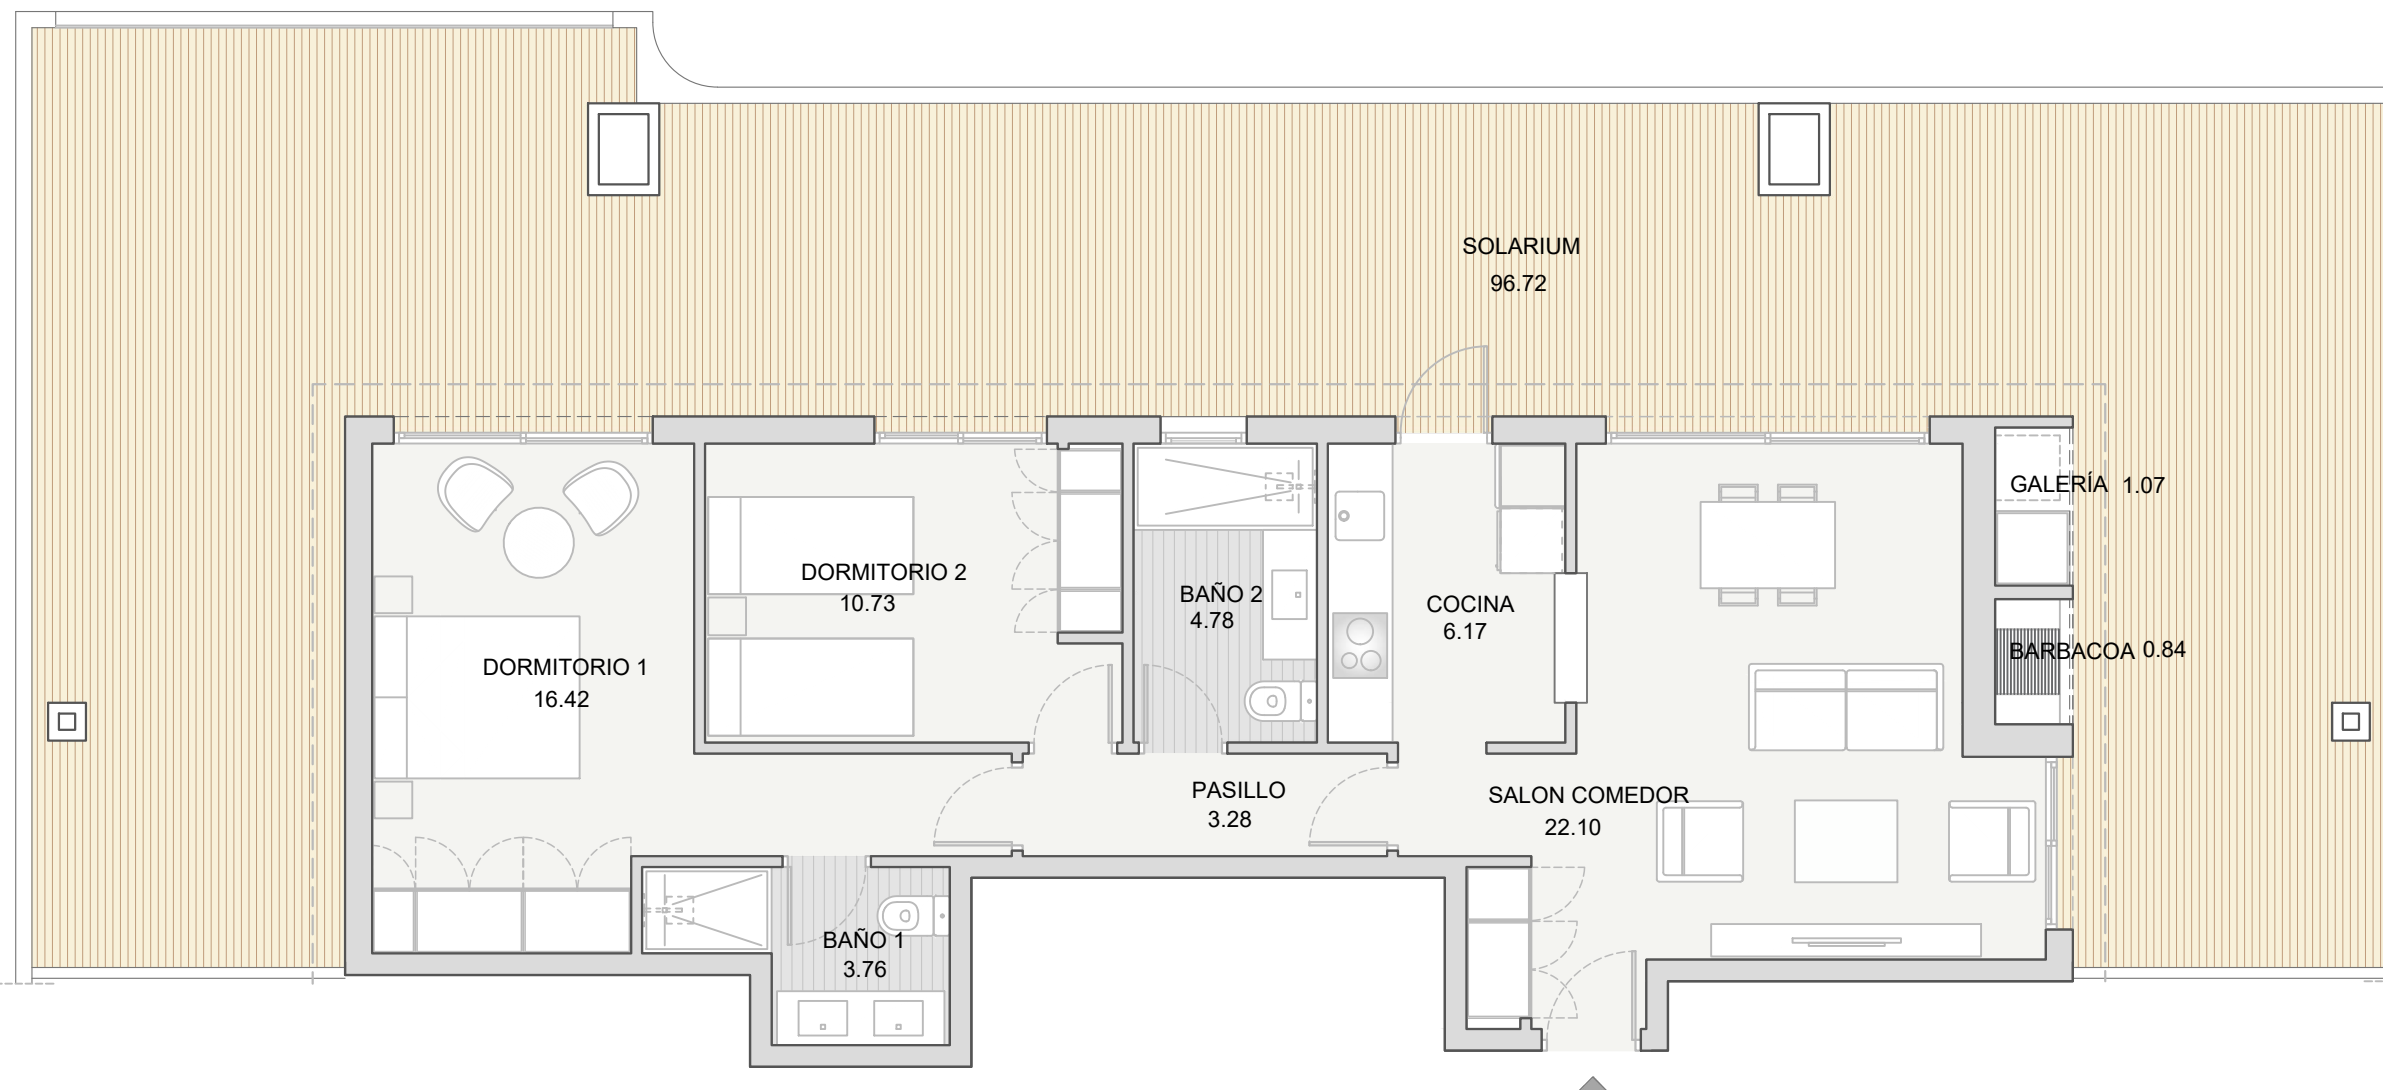 SOLARIUM
96.72
GALERÍA 1.07
DORMITORIO 2
10.73
BAÑO 2
4.78
COCINA
6.17
BARBACOA 0.84
DORMITORIO 1
16.42
PASILLO
3.28
SALON COMEDOR
22.10
BAÑO 1
3.76